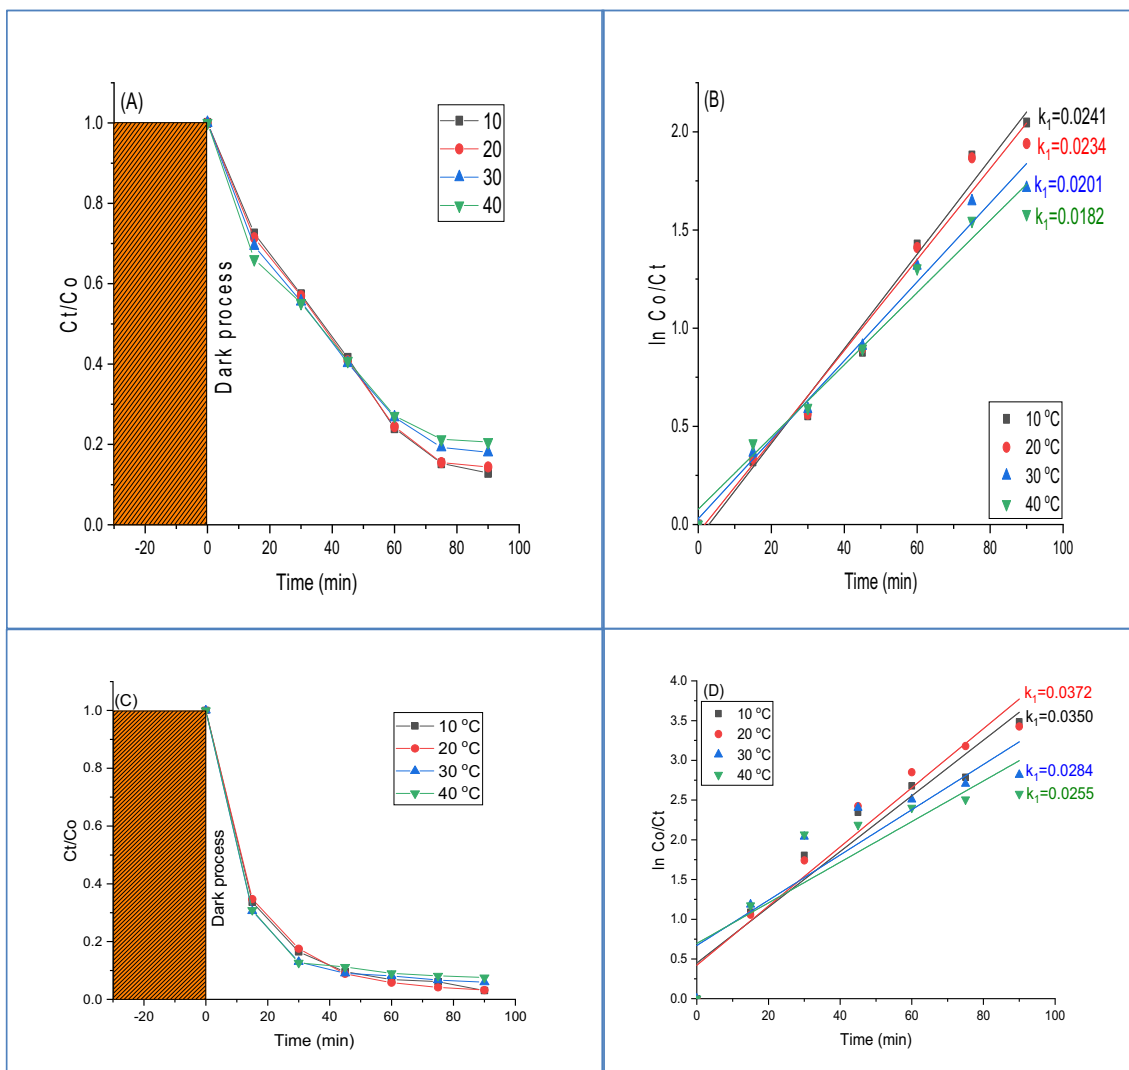 (A)
1.0
0.8
0.6
0.4
0.2
0.0
Ct/Co
Dark process
10
20
30
40
-20
0
20
40
60
80
100
Time (min)
(B)
2.0
1.5
1.0
0.5
0.0
ln Co/Ct
k₁=0.0241
k₁=0.0234
k₁=0.0201
k₁=0.0182
10 °C
20 °C
30 °C
40 °C
0
20
40
60
80
100
Time (min)
(C)
1.0
0.8
0.6
0.4
0.2
0.0
Ct/Co
Dark process
10 °C
20 °C
30 °C
40 °C
-20
0
20
40
60
80
100
Time (min)
(D)
4.0
3.5
3.0
2.5
2.0
1.5
1.0
0.5
0.0
ln Co/Ct
10 °C
20 °C
30 °C
40 °C
k₁=0.0372
k₁=0.0350
k₁=0.0284
k₁=0.0255
0
20
40
60
80
100
Time (min)